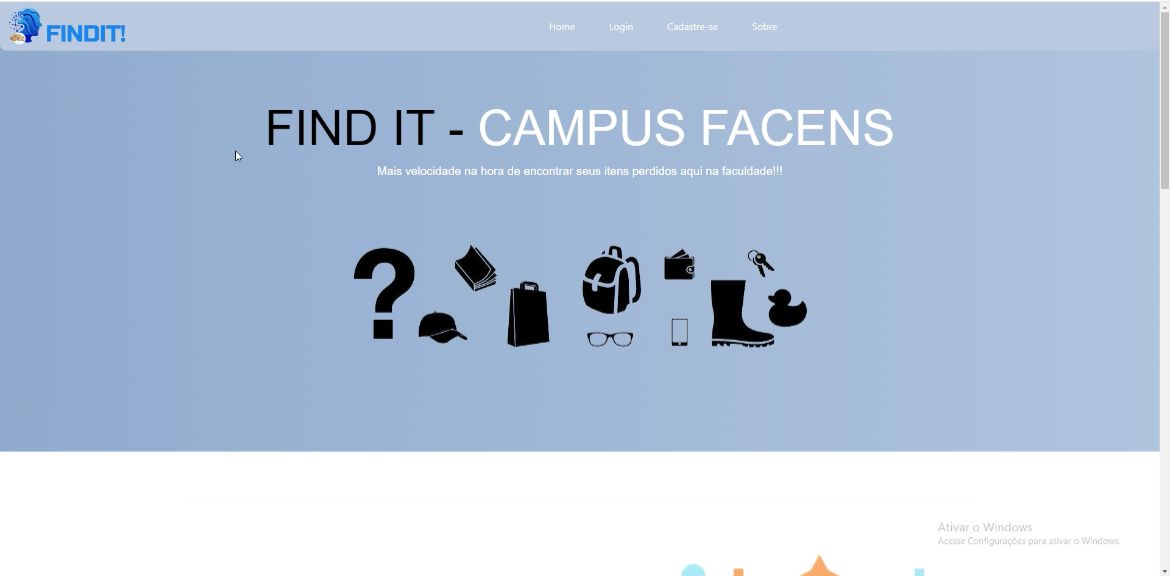 FINDIT!
Home Login Cadastre-se Sobre
FIND IT - CAMPUS FACENS
Mais velocidade na hora de encontrar seus itens perdidos aqui na faculdade!!!
?
Ativar o Windows
Acesse Configurações para ativar o Windows.